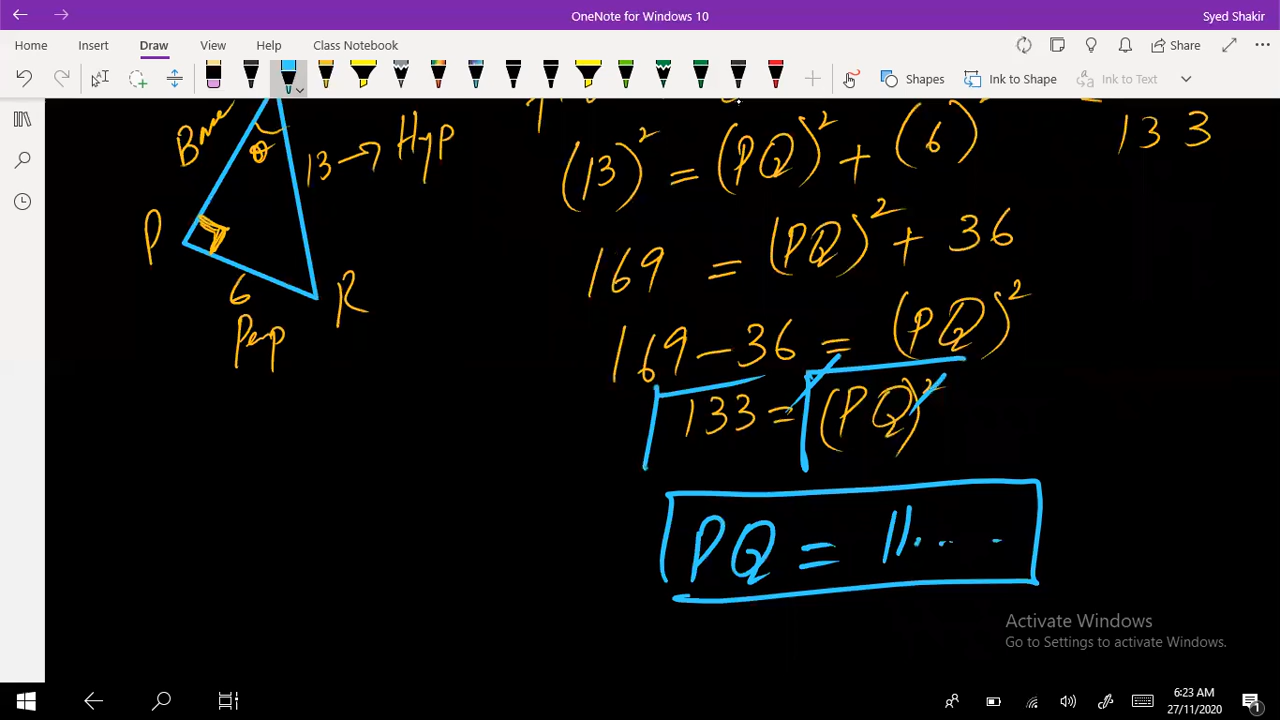 OneNote for Windows 10
Syed Shakir
Home Insert Draw View Help Class Notebook
Share
Shapes
Ink to Shape
Ink to Text
Base
θ
13 → Hyp
P
6
Perp
R
133
(13)² = (PQ)² + (6)²
169 = (PQ)² + 36
169 - 36 = (PQ)²
√133 = √(PQ)²
PQ = 11....
Activate Windows
Go to Settings to activate Windows.
6:23 AM
27/11/2020
1